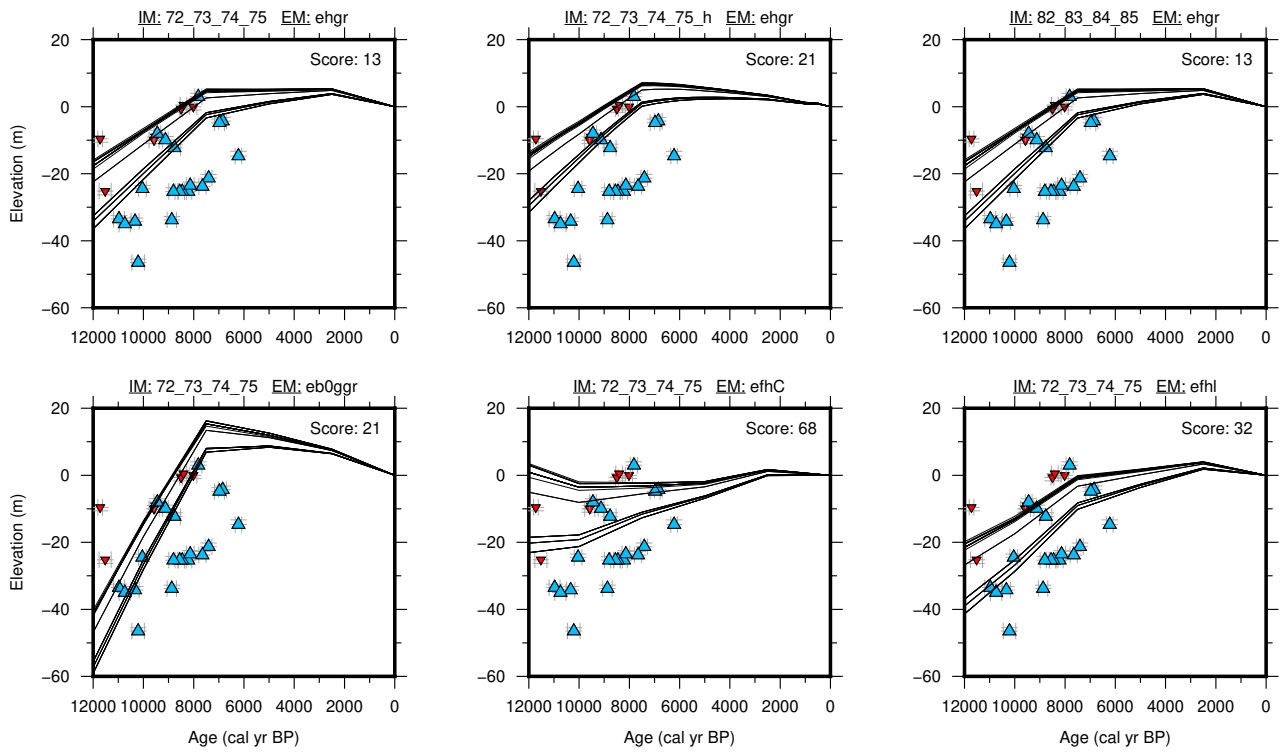 IM: 72_73_74_75 EM: ehgr
IM: 72_73_74_75_h EM: ehgr
IM: 82_83_84_85 EM: ehgr
Score: 13
Score: 21
Score: 13
20
0
−20
−40
−60
20
0
−20
−40
−60
20
0
−20
−40
−60
Elevation (m)
12000 10000 8000 6000 4000 2000 0
12000 10000 8000 6000 4000 2000 0
12000 10000 8000 6000 4000 2000 0
IM: 72_73_74_75 EM: eb0ggr
IM: 72_73_74_75 EM: efhC
IM: 72_73_74_75 EM: efhl
Score: 21
Score: 68
Score: 32
20
0
−20
−40
−60
20
0
−20
−40
−60
20
0
−20
−40
−60
Elevation (m)
12000 10000 8000 6000 4000 2000 0
12000 10000 8000 6000 4000 2000 0
12000 10000 8000 6000 4000 2000 0
Age (cal yr BP)
Age (cal yr BP)
Age (cal yr BP)